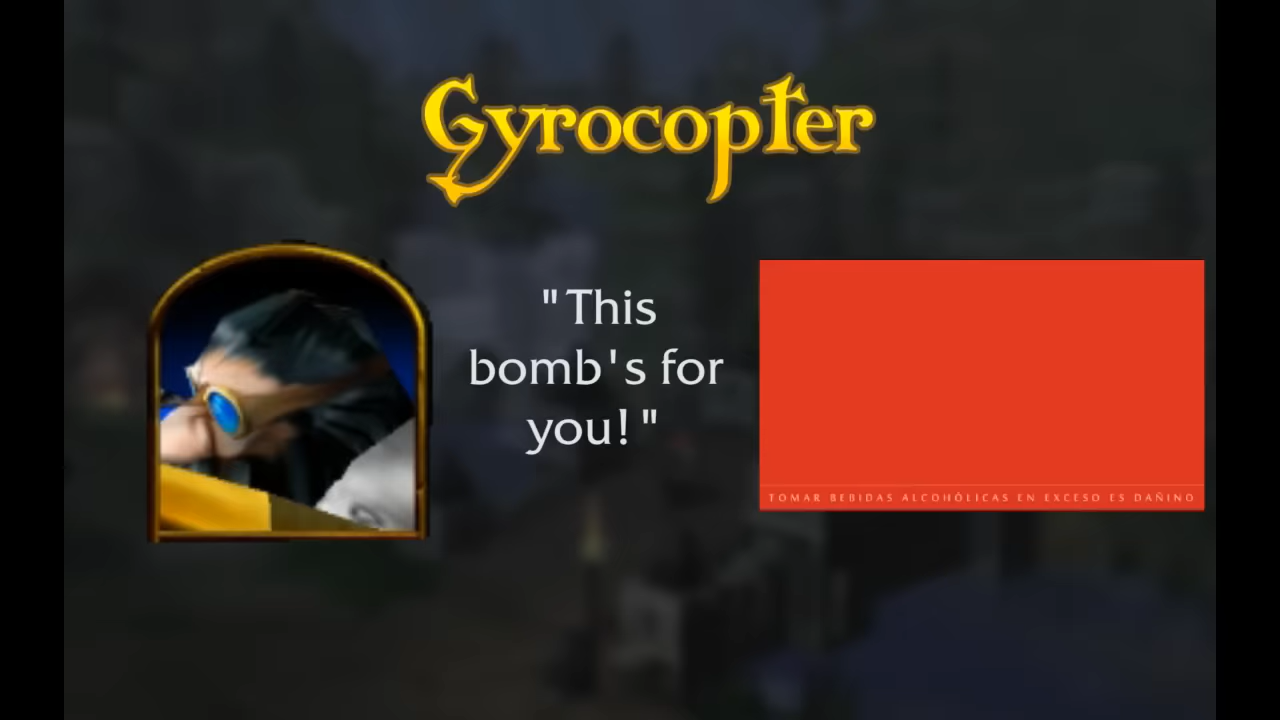 Gyrocopter
"This
bomb's for
you!"
TOMAR BEBIDAS ALCOHÓLICAS EN EXCESO ES DAÑINO